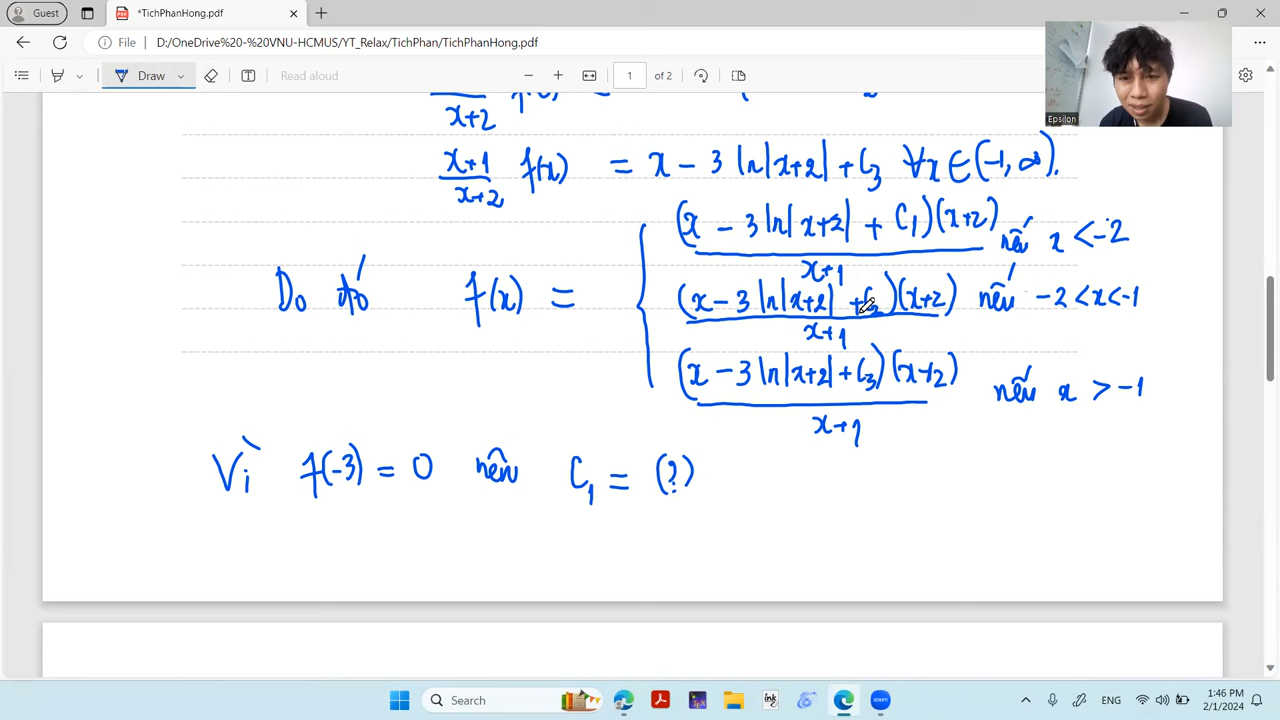 Guest
*TichPhanHong.pdf
File
D:/OneDrive%20-%20VNU-HCMUS/YT_Relax/TichPhan/TichPhanHong.pdf
Draw
Read aloud
1 of 2
Epsilon
x+2
x+1/x+2 f(x) = x - 3 ln|x+2| + C₃ ∀x ∈ (-1, ∞).
Do đó f(x) =
(x - 3 ln|x+2| + C₁)(x+2)/x+1 nếu x < -2
(x - 3 ln|x+2| + C₂)(x+2)/x+1 nếu -2 < x < -1
(x - 3 ln|x+2| + C₃)(x+2)/x+1 nếu x > -1
Vì f(-3) = 0 nên C₁ = (?)
Search
zoom
ENG
1:46 PM
2/1/2024